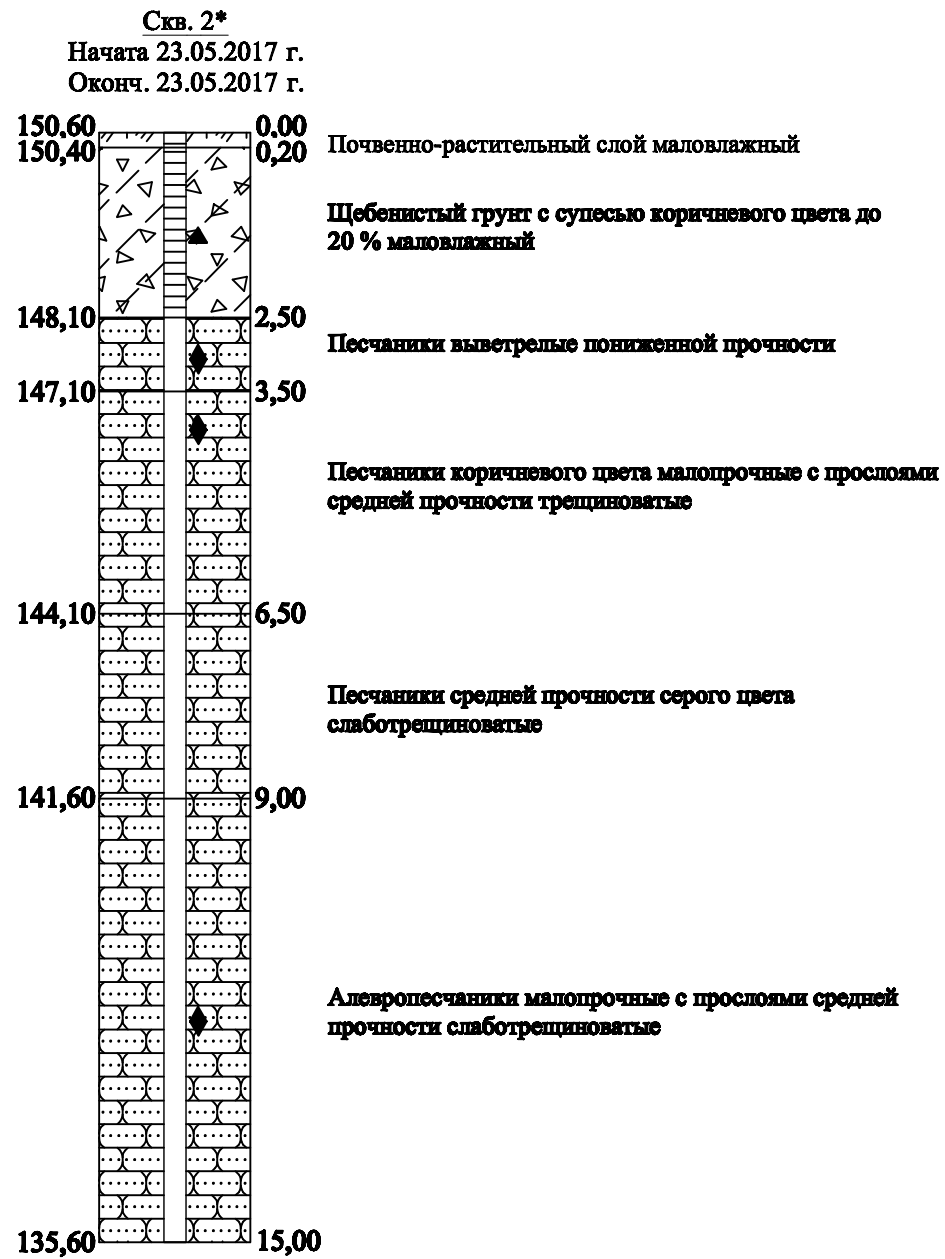 Скв. 2*
Начата 23.05.2017 г.
Оконч. 23.05.2017 г.
150,60 0,00
150,40 0,20
Почвенно-растительный слой маловлажный
Щебенистый грунт с супесью коричневого цвета до
20 % маловлажный
148,10 2,50
Песчаники выветрелые пониженной прочности
147,10 3,50
Песчаники коричневого цвета малопрочные с прослоями
средней прочности трещиноватые
144,10 6,50
Песчаники средней прочности серого цвета
слаботрещиноватые
141,60 9,00
Алевропесчаники малопрочные с прослоями средней
прочности слаботрещиноватые
135,60 15,00